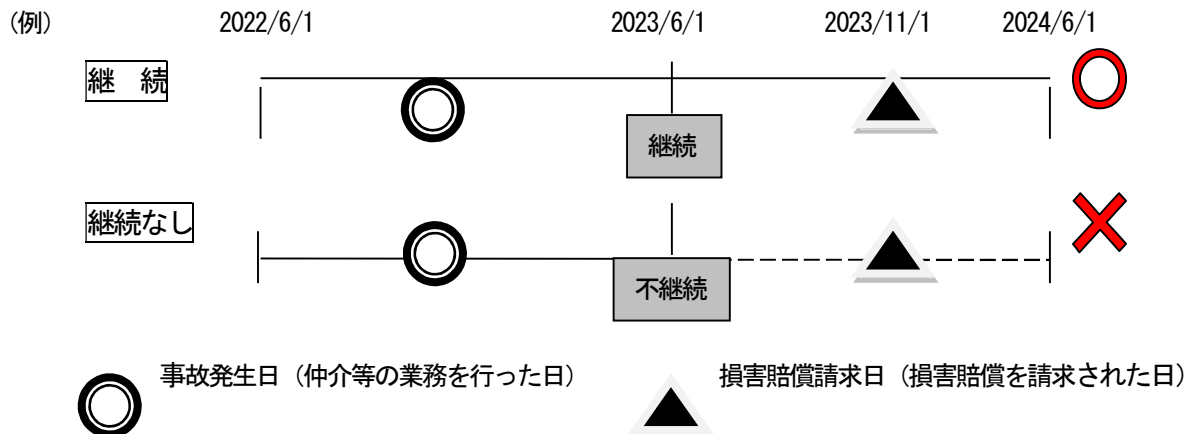 (例) 2022/6/1 2023/6/1 2023/11/1 2024/6/1
継 続
継続
継続なし
不継続
事故発生日（仲介等の業務を行った日） 損害賠償請求日（損害賠償を請求された日）